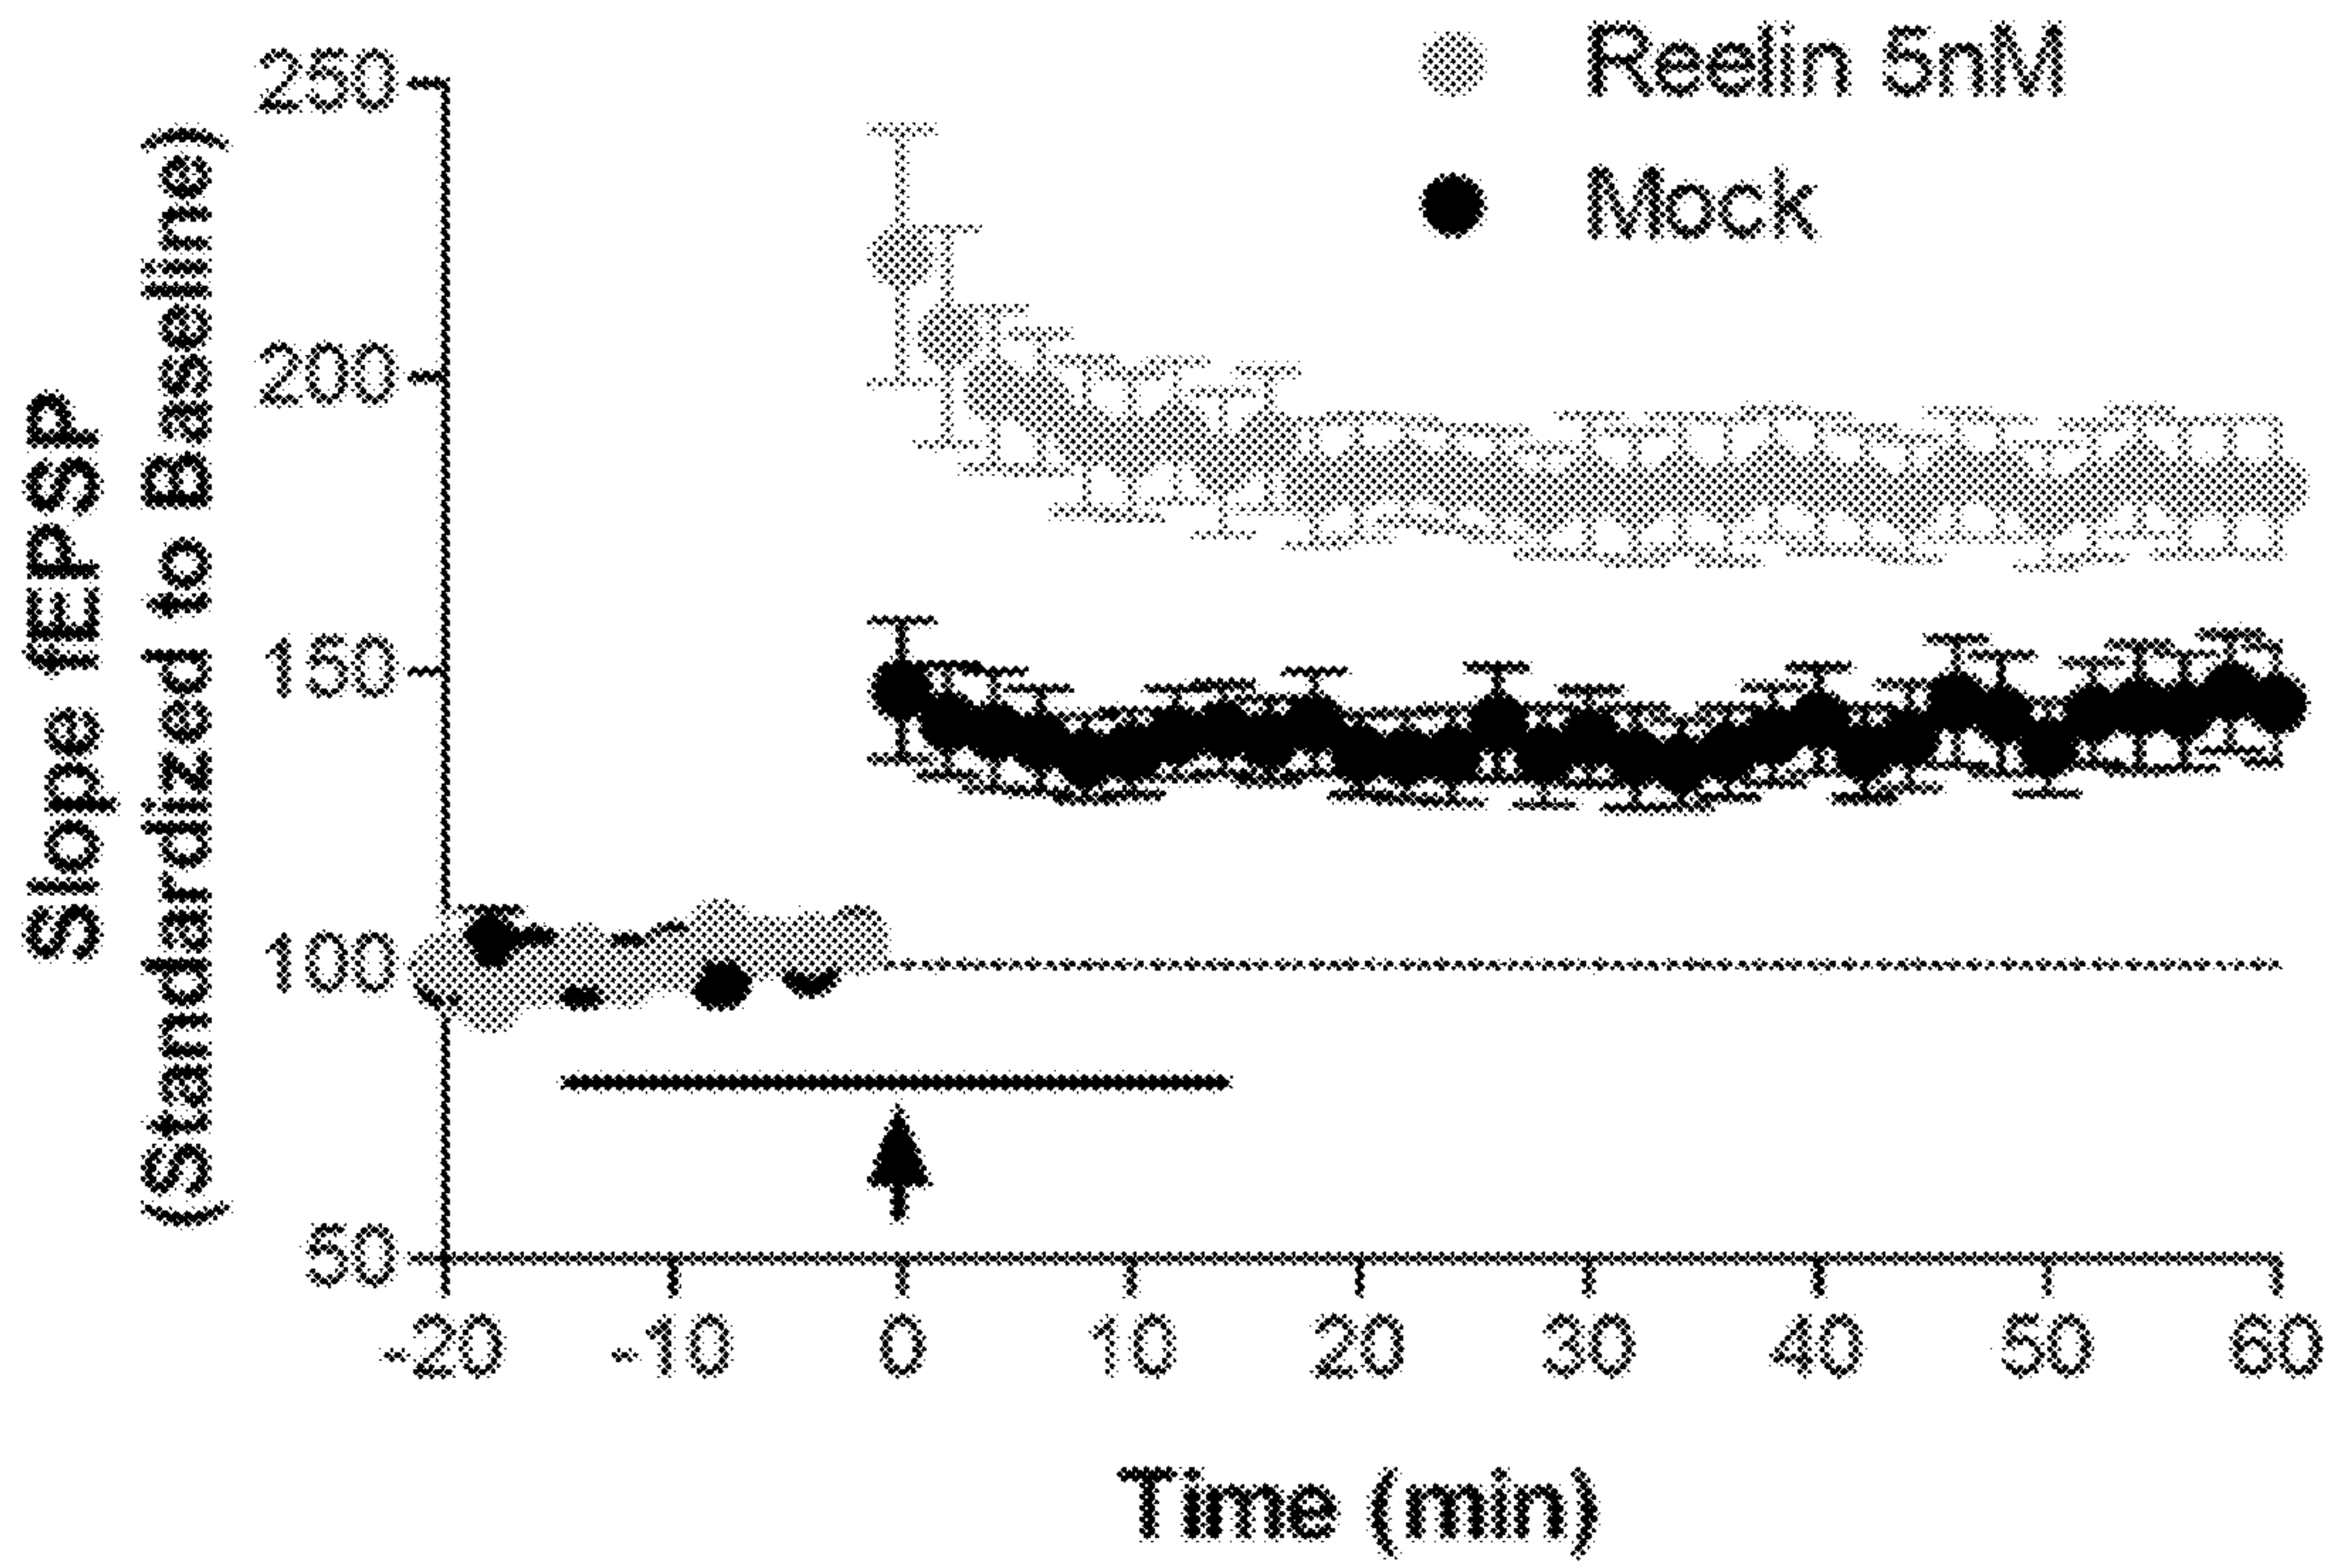 Reelin 5nM
Mock
Slope fEPSP
(Standardized to Baseline)
250
200
150
100
50
-20 -10 0 10 20 30 40 50 60
Time (min)